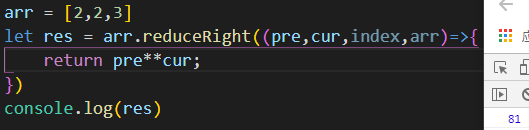 arr = [2,2,3]
let res = arr.reduceRight((pre,cur,index,arr)=>{
    return pre**cur;
})
console.log(res)
81